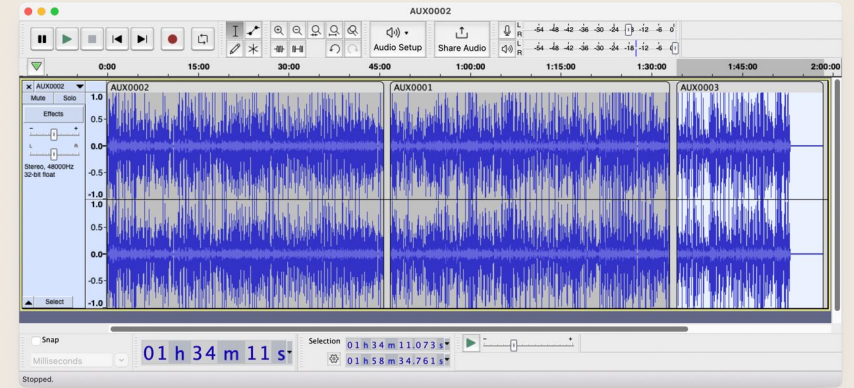 AUX0002
L R -54 -48 -42 -36 -30 -24 -12 -6 0
Audio Setup Share Audio L R -54 -48 -42 -36 -30 -24 -18 -12 -6
0:00 15:00 30:00 45:00 1:00:00 1:15:00 1:30:00 1:45:00 2:00:00
× AUX0002 AUX0002 AUX0001 AUX0003
Mute Solo 1.0
Effects 0.5-
- +
L R 0.0-
Stereo, 48000Hz -0.5-
32-bit float
-1.0
1.0
0.5-
0.0-
-0.5-
Select -1.0
Snap
Milliseconds
01 h 34 m 11 s
Selection
01 h 34 m 11.073 s
01 h 58 m 34.761 s
- +
Stopped.